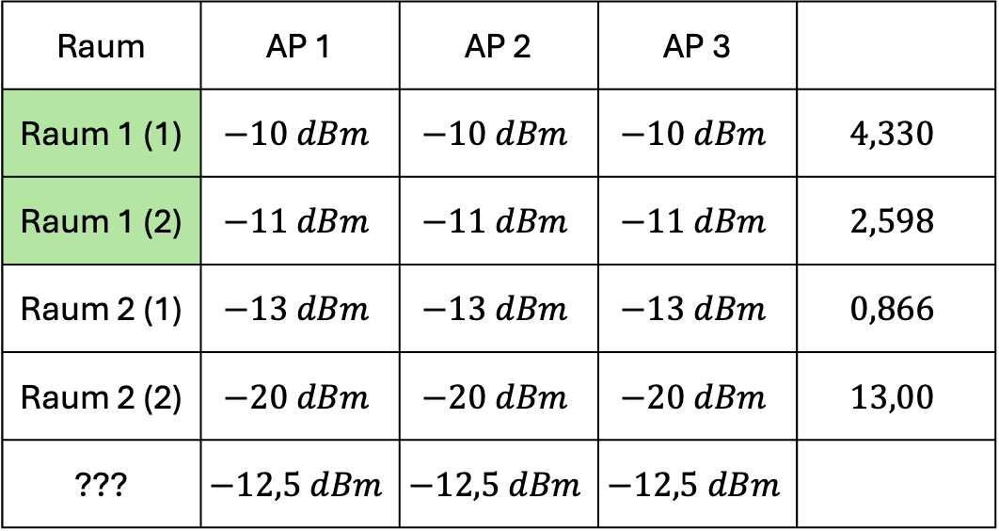 Raum AP 1 AP 2 AP 3
Raum 1 (1) −10 dBm −10 dBm −10 dBm 4,330
Raum 1 (2) −11 dBm −11 dBm −11 dBm 2,598
Raum 2 (1) −13 dBm −13 dBm −13 dBm 0,866
Raum 2 (2) −20 dBm −20 dBm −20 dBm 13,00
??? −12,5 dBm −12,5 dBm −12,5 dBm